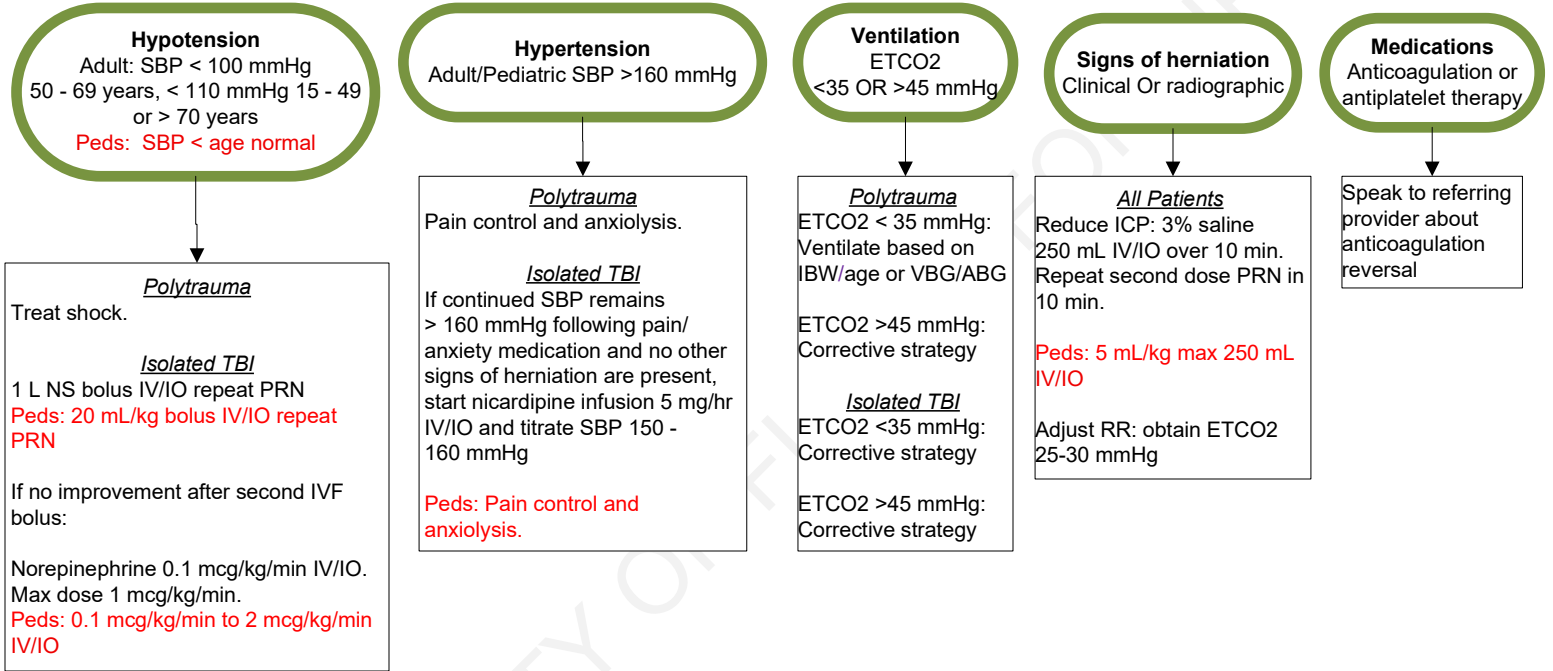 Hypotension
Adult: SBP < 100 mmHg
50 - 69 years, < 110 mmHg 15 - 49
or > 70 years
Peds:  SBP < age normal
Polytrauma
Treat shock.
Isolated TBI
1 L NS bolus IV/IO repeat PRN
Peds: 20 mL/kg bolus IV/IO repeat
PRN
If no improvement after second IVF
bolus:
Norepinephrine 0.1 mcg/kg/min IV/IO.
Max dose 1 mcg/kg/min.
Peds: 0.1 mcg/kg/min to 2 mcg/kg/min
IV/IO
Hypertension
Adult/Pediatric SBP >160 mmHg
Polytrauma
Pain control and anxiolysis.
Isolated TBI
If continued SBP remains
> 160 mmHg following pain/
anxiety medication and no other
signs of herniation are present,
start nicardipine infusion 5 mg/hr
IV/IO and titrate SBP 150 -
160 mmHg
Peds: Pain control and
anxiolysis.
Ventilation
ETCO2
<35 OR >45 mmHg
Polytrauma
ETCO2 < 35 mmHg:
Ventilate based on
IBW/age or VBG/ABG
ETCO2 >45 mmHg:
Corrective strategy
Isolated TBI
ETCO2 <35 mmHg:
Corrective strategy
ETCO2 >45 mmHg:
Corrective strategy
Signs of herniation
Clinical Or radiographic
All Patients
Reduce ICP: 3% saline
250 mL IV/IO over 10 min.
Repeat second dose PRN in
10 min.
Peds: 5 mL/kg max 250 mL
IV/IO
Adjust RR: obtain ETCO2
25-30 mmHg
Medications
Anticoagulation or
antiplatelet therapy
Speak to referring
provider about
anticoagulation
reversal